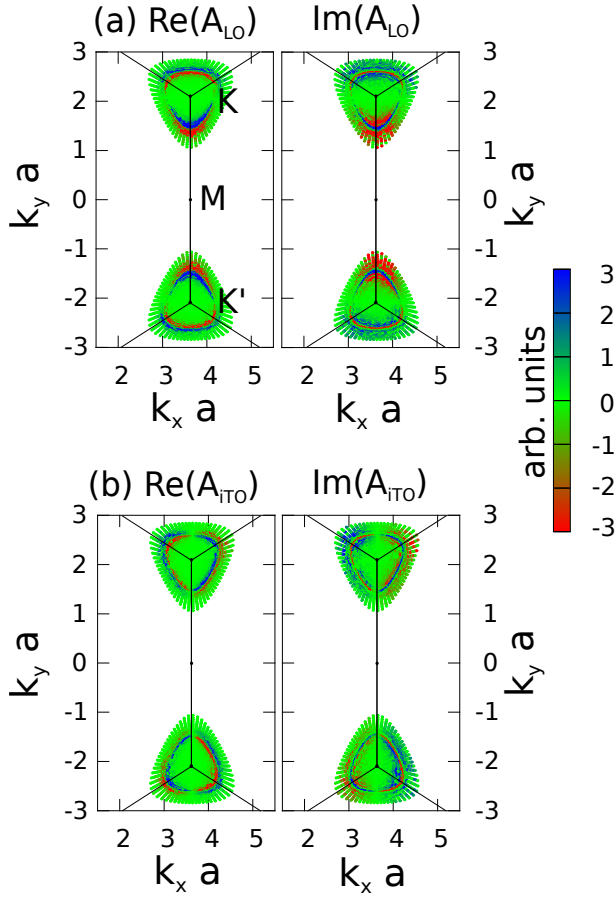 (a) Re(A_LO) Im(A_LO)
3 3
2 K 2
1 1
k_y a 0 M 0 k_y a
-1 -1
-2 K' -2
-3 -3
2 3 4 5 2 3 4 5
k_x a k_x a
arb. units
3
2
1
0
-1
-2
-3
(b) Re(A_iTO) Im(A_iTO)
3 3
2 2
1 1
k_y a 0 0 k_y a
-1 -1
-2 -2
-3 -3
2 3 4 5 2 3 4 5
k_x a k_x a